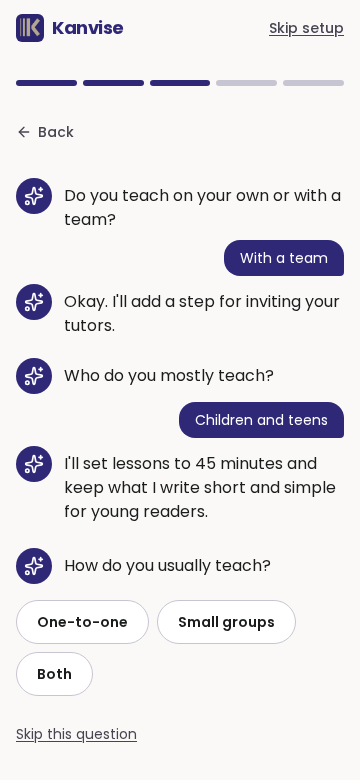 Kanvise
Skip setup
Back
Do you teach on your own or with a
team?
With a team
Okay. I'll add a step for inviting your
tutors.
Who do you mostly teach?
Children and teens
I'll set lessons to 45 minutes and
keep what I write short and simple
for young readers.
How do you usually teach?
One-to-one
Small groups
Both
Skip this question